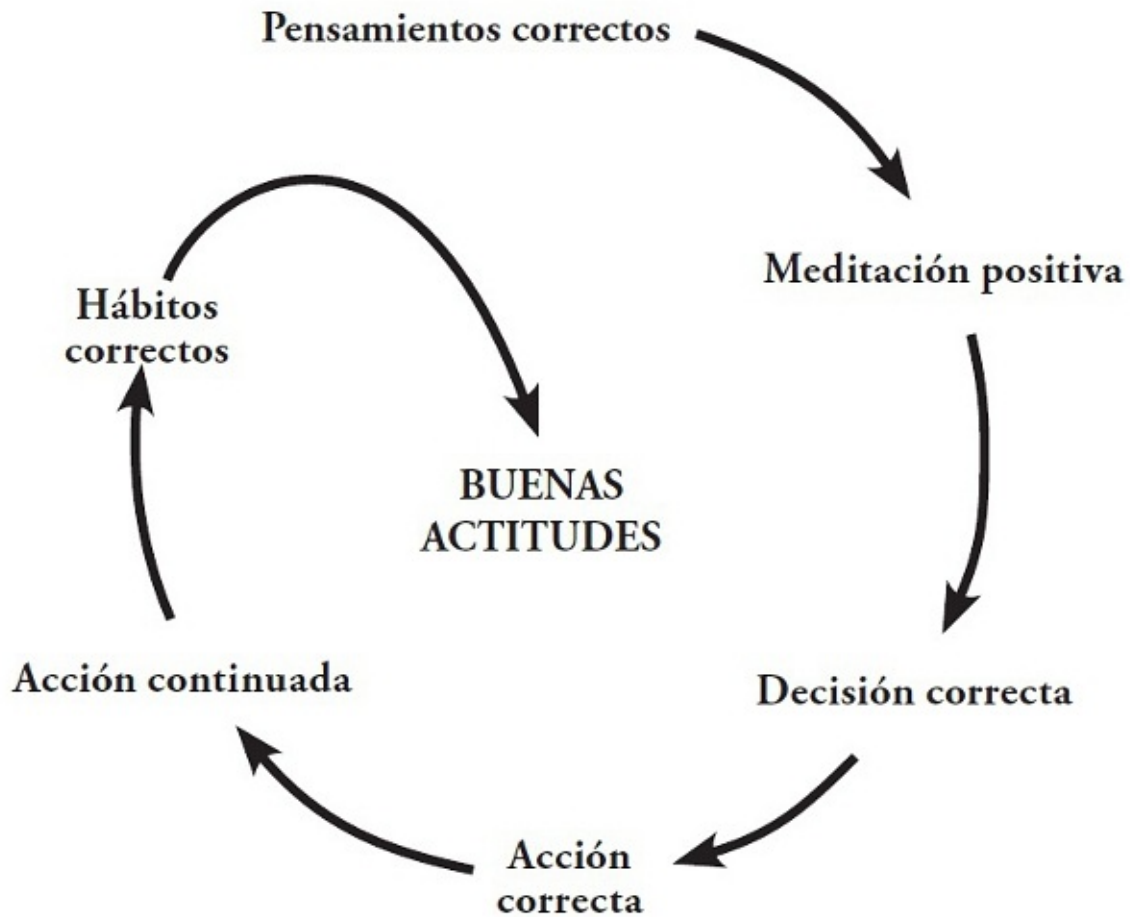 Pensamientos correctos
Meditación positiva
Decisión correcta
Acción
correcta
Acción continuada
Hábitos
correctos
BUENAS
ACTITUDES